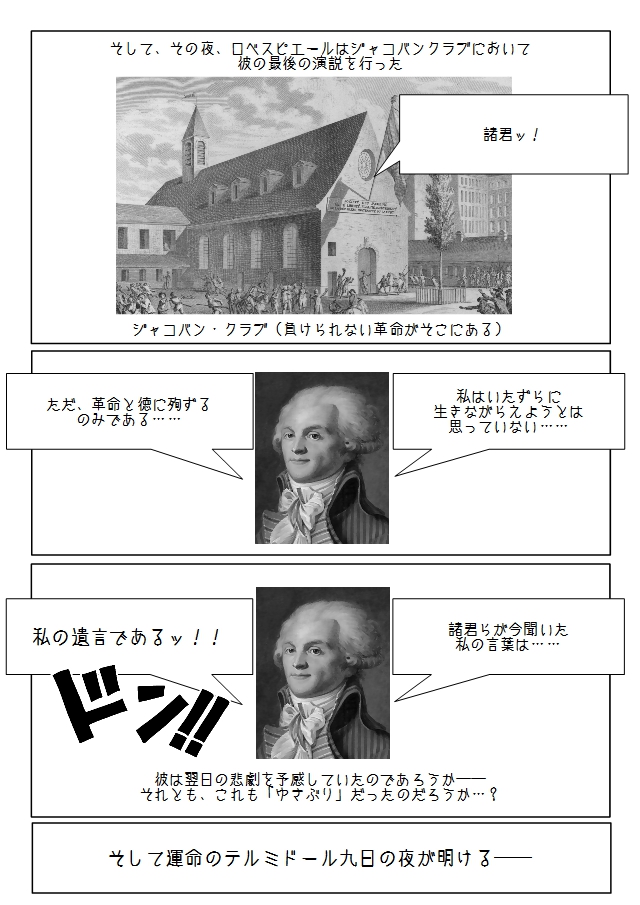 そして、その夜、ロベスピエールはジャコバンクラブにおいて
彼の最後の演説を行った
諸君ッ！
ジャコバン・クラブ（負けられない革命がそこにある）
私はいたずらに
生きながらえようとは
思っていない……
ただ、革命と徳に殉ずる
のみである……
諸君らが今聞いた
私の言葉は……
私の遺言であるッ！！
ドン!!
彼は翌日の悲劇を予感していたのであろうか――
それとも、これも「ゆさぶり」だったのだろうか…？
そして運命のテルミドール九日の夜が明ける――